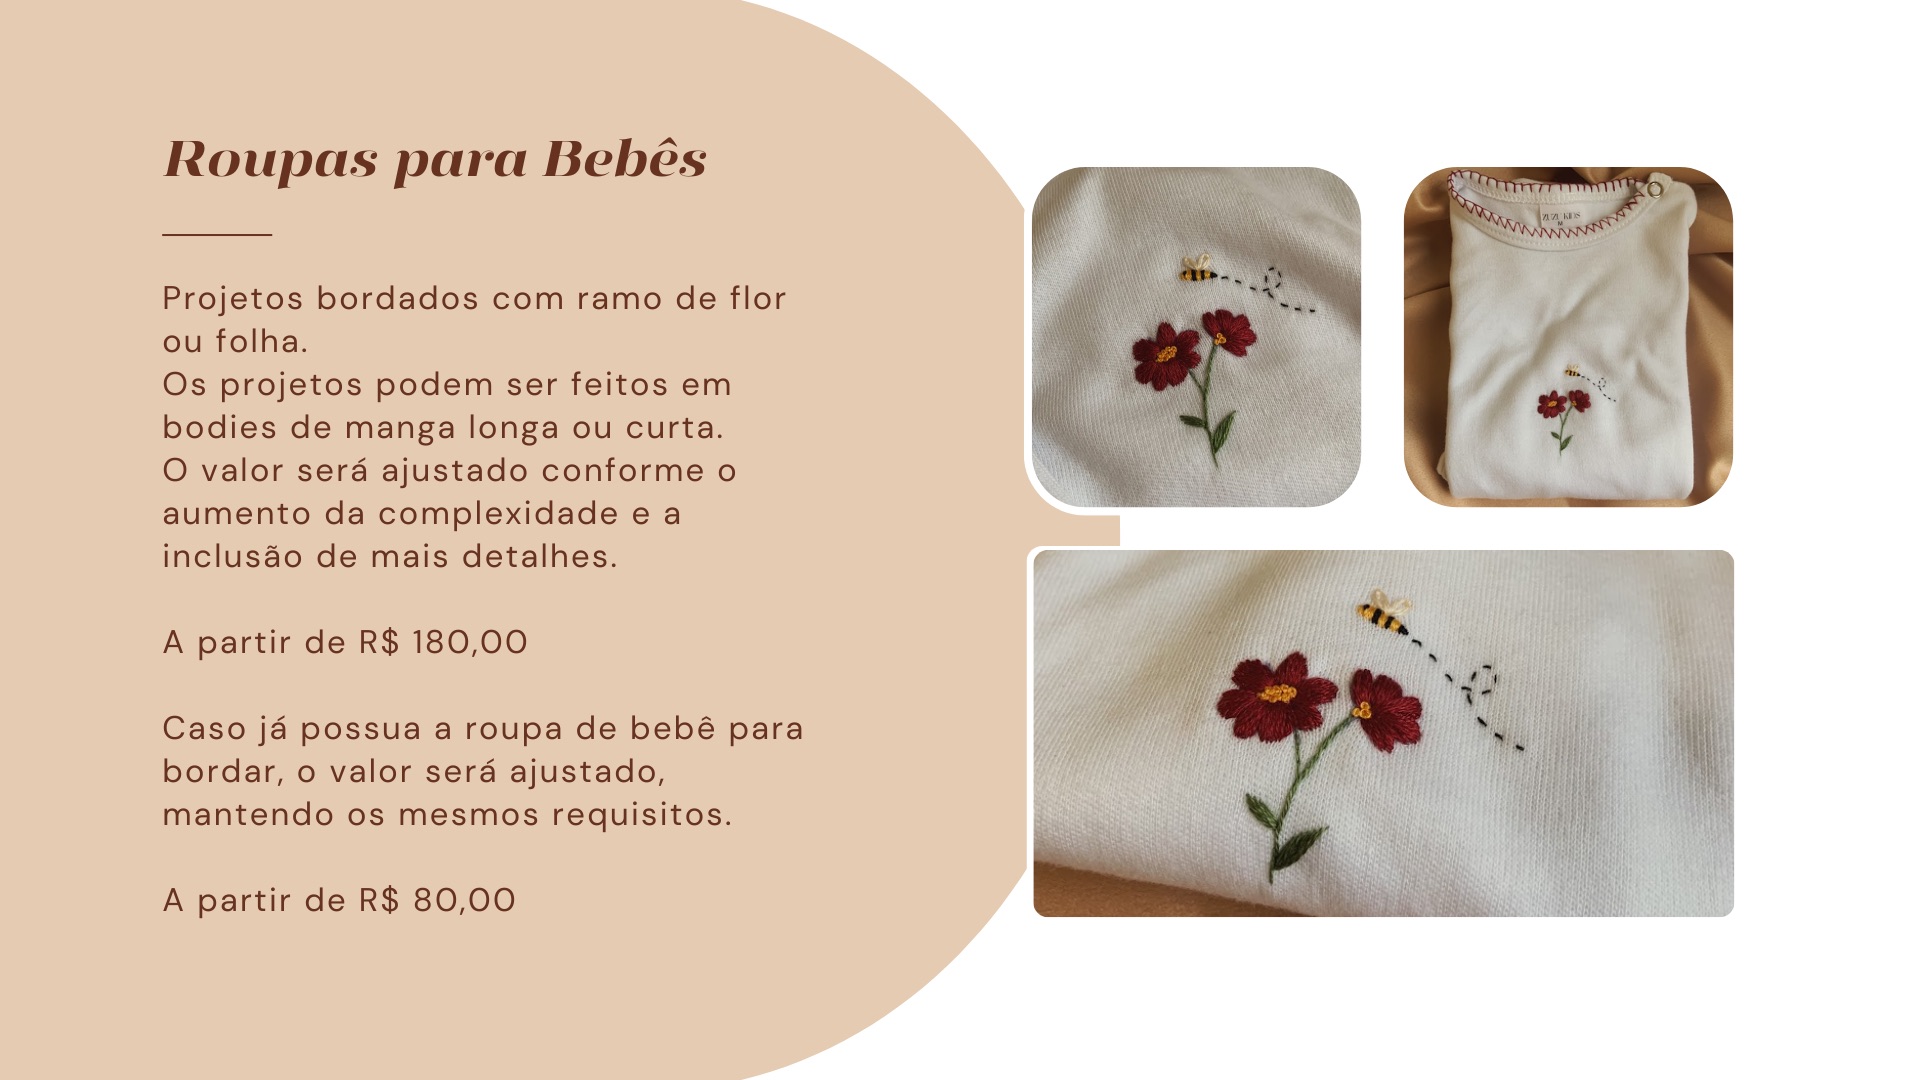 Roupas para Bebês
Projetos bordados com ramo de flor
ou folha.
Os projetos podem ser feitos em
bodies de manga longa ou curta.
O valor será ajustado conforme o
aumento da complexidade e a
inclusão de mais detalhes.
A partir de R$ 180,00
Caso já possua a roupa de bebê para
bordar, o valor será ajustado,
mantendo os mesmos requisitos.
A partir de R$ 80,00
ZUZU KIDS
M